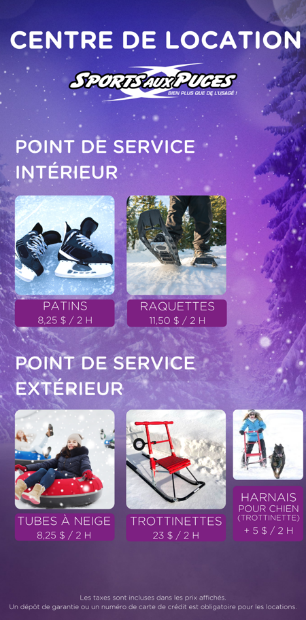 CENTRE DE LOCATION
SPORTS AUX PUCES
BIEN PLUS QUE DE L'USAGÉ !
POINT DE SERVICE
INTÉRIEUR
PATINS
8,25 $ / 2 H
RAQUETTES
11,50 $ / 2 H
POINT DE SERVICE
EXTÉRIEUR
TUBES À NEIGE
8,25 $ / 2 H
TROTTINETTES
23 $ / 2 H
HARNAIS
POUR CHIEN
(TROTTINETTE)
+ 5 $ / 2 H
Les taxes sont incluses dans les prix affichés.
Un dépôt de garantie ou un numéro de carte de crédit est obligatoire pour les locations.